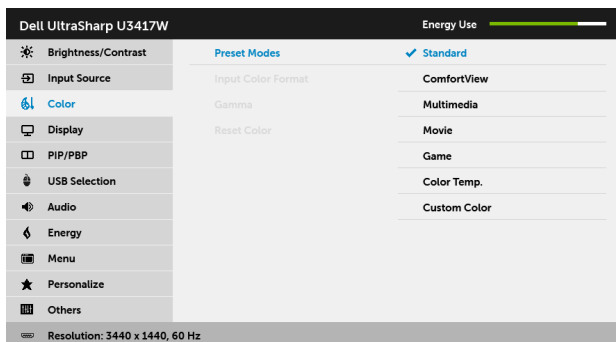 Dell UltraSharp U3417W
Energy Use
Brightness/Contrast
Input Source
Color
Display
PIP/PBP
USB Selection
Audio
Energy
Menu
Personalize
Others
Preset Modes
Input Color Format
Gamma
Reset Color
Standard
ComfortView
Multimedia
Movie
Game
Color Temp.
Custom Color
Resolution: 3440 x 1440, 60 Hz